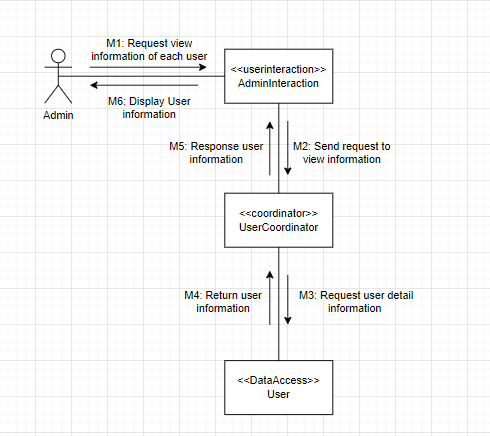 M1: Request view
information of each user
<<userinteraction>>
AdminInteraction
Admin
M6: Display User
information
M5: Response user
information
M2: Send request to
view information
<<coordinator>>
UserCoordinator
M4: Return user
information
M3: Request user detail
information
<<DataAccess>>
User